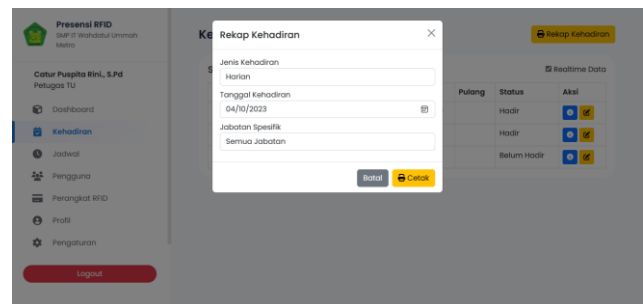 Presensi RFID
SMP IT Wahdatul Ummah
Metro
Catur Puspita Rini., S.Pd
Petugas TU
Dashboard
Kehadiran
Jadwal
Pengguna
Perangkat RFID
Profil
Pengaturan
Logout
Ke
Rekap Kehadiran
S
Realtime Data
Pulang Status Aksi
Hadir
Hadir
Belum Hadir
Rekap Kehadiran
Jenis Kehadiran
Harian
Tanggal Kehadiran
04/10/2023
Jabatan Spesifik
Semua Jabatan
Batal Cetak